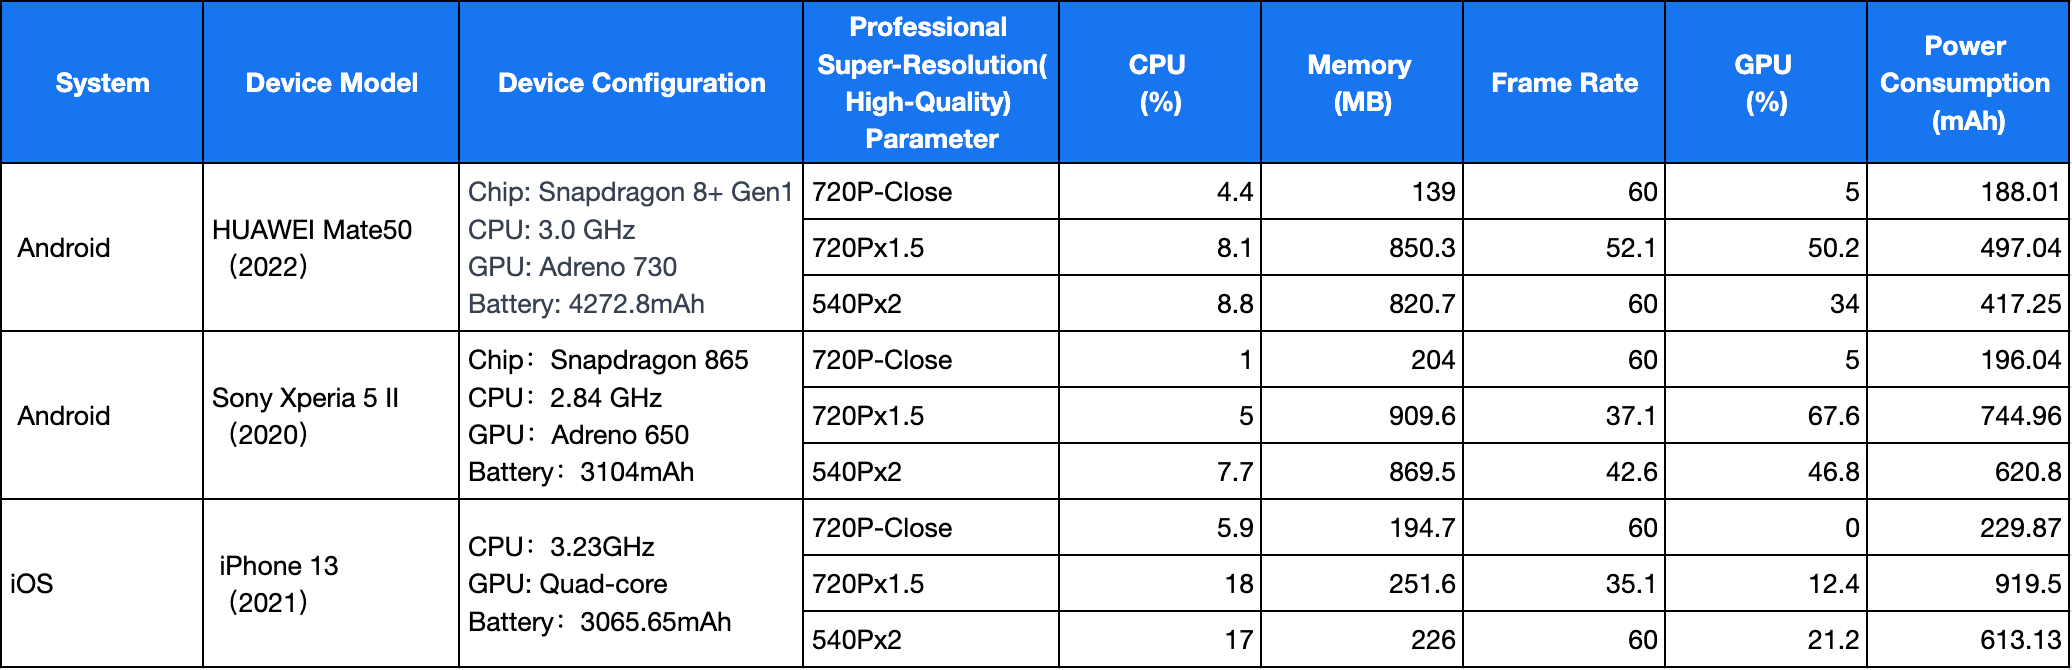 System
Device Model
Device Configuration
Professional
Super-Resolution(
High-Quality)
Parameter
CPU
(%)
Memory
(MB)
Frame Rate
GPU
(%)
Power
Consumption
(mAh)
Android
HUAWEI Mate50
（2022）
Chip: Snapdragon 8+ Gen1
CPU: 3.0 GHz
GPU: Adreno 730
Battery: 4272.8mAh
720P-Close 4.4 139 60 5 188.01
720Px1.5 8.1 850.3 52.1 50.2 497.04
540Px2 8.8 820.7 60 34 417.25
Android
Sony Xperia 5 II
（2020）
Chip：Snapdragon 865
CPU：2.84 GHz
GPU：Adreno 650
Battery：3104mAh
720P-Close 1 204 60 5 196.04
720Px1.5 5 909.6 37.1 67.6 744.96
540Px2 7.7 869.5 42.6 46.8 620.8
iOS
iPhone 13
（2021）
CPU：3.23GHz
GPU: Quad-core
Battery：3065.65mAh
720P-Close 5.9 194.7 60 0 229.87
720Px1.5 18 251.6 35.1 12.4 919.5
540Px2 17 226 60 21.2 613.13